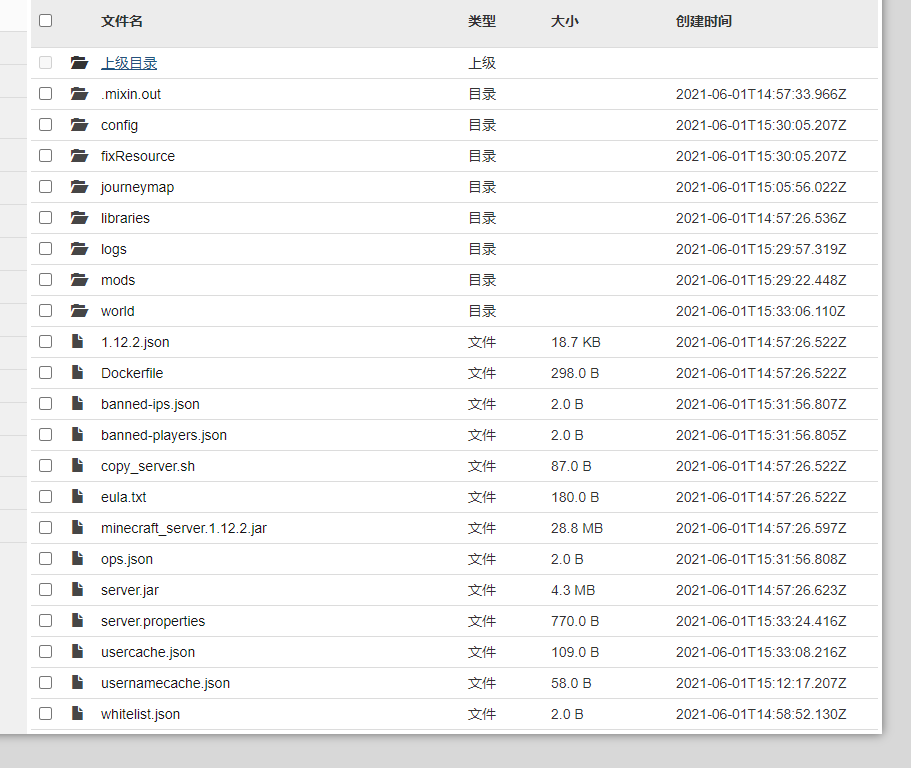 文件名 类型 大小 创建时间
上级目录 上级
.mixin.out 目录 2021-06-01T14:57:33.966Z
config 目录 2021-06-01T15:30:05.207Z
fixResource 目录 2021-06-01T15:30:05.207Z
journeymap 目录 2021-06-01T15:05:56.022Z
libraries 目录 2021-06-01T14:57:26.536Z
logs 目录 2021-06-01T15:29:57.319Z
mods 目录 2021-06-01T15:29:22.448Z
world 目录 2021-06-01T15:33:06.110Z
1.12.2.json 文件 18.7 KB 2021-06-01T14:57:26.522Z
Dockerfile 文件 298.0 B 2021-06-01T14:57:26.522Z
banned-ips.json 文件 2.0 B 2021-06-01T15:31:56.807Z
banned-players.json 文件 2.0 B 2021-06-01T15:31:56.805Z
copy_server.sh 文件 87.0 B 2021-06-01T14:57:26.522Z
eula.txt 文件 180.0 B 2021-06-01T14:57:26.522Z
minecraft_server.1.12.2.jar 文件 28.8 MB 2021-06-01T14:57:26.597Z
ops.json 文件 2.0 B 2021-06-01T15:31:56.808Z
server.jar 文件 4.3 MB 2021-06-01T14:57:26.623Z
server.properties 文件 770.0 B 2021-06-01T15:33:24.416Z
usercache.json 文件 109.0 B 2021-06-01T15:33:08.216Z
usernamecache.json 文件 58.0 B 2021-06-01T15:12:17.207Z
whitelist.json 文件 2.0 B 2021-06-01T14:58:52.130Z